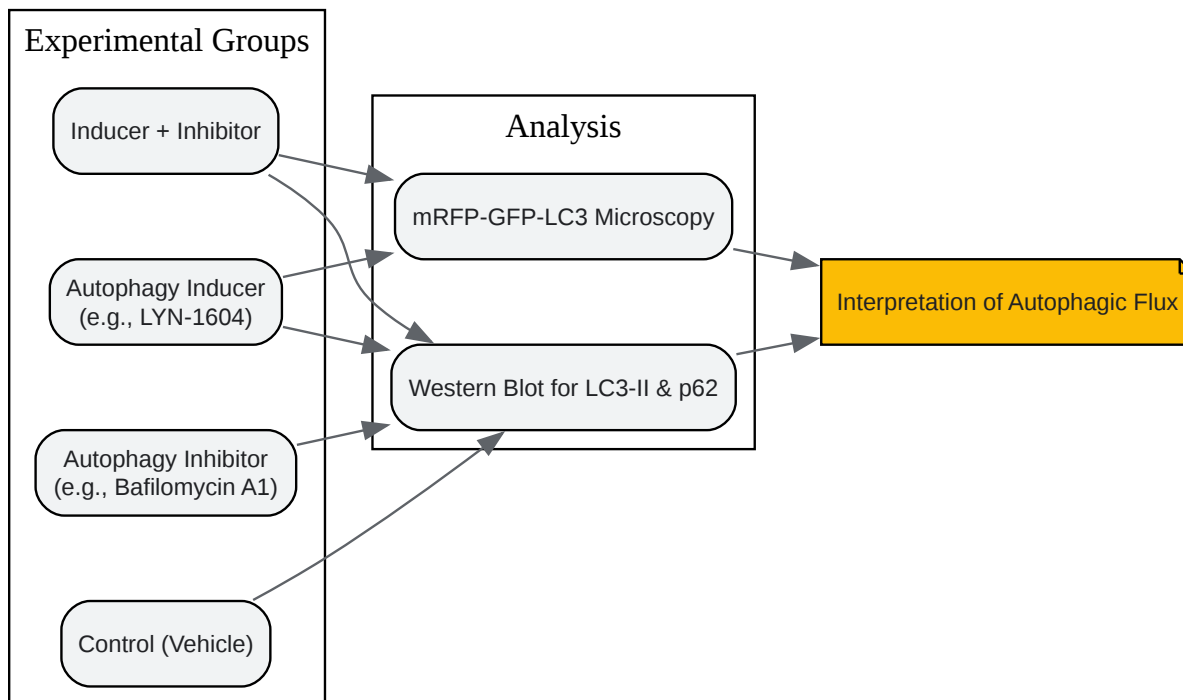 Experimental Groups
Inducer + Inhibitor
Autophagy Inducer
(e.g., LYN-1604)
Autophagy Inhibitor
(e.g., Bafilomycin A1)
Control (Vehicle)
Analysis
mRFP-GFP-LC3 Microscopy
Western Blot for LC3-II & p62
Interpretation of Autophagic Flux